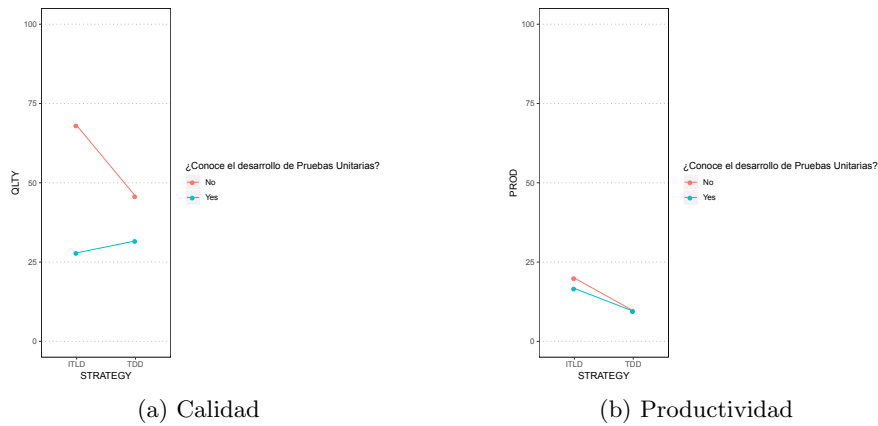 100
75
50
25
0
QLTY
ITLD TDD
STRATEGY
¿Conoce el desarrollo de Pruebas Unitarias?
No
Yes
(a) Calidad
100
75
50
25
0
PROD
ITLD TDD
STRATEGY
¿Conoce el desarrollo de Pruebas Unitarias?
No
Yes
(b) Productividad